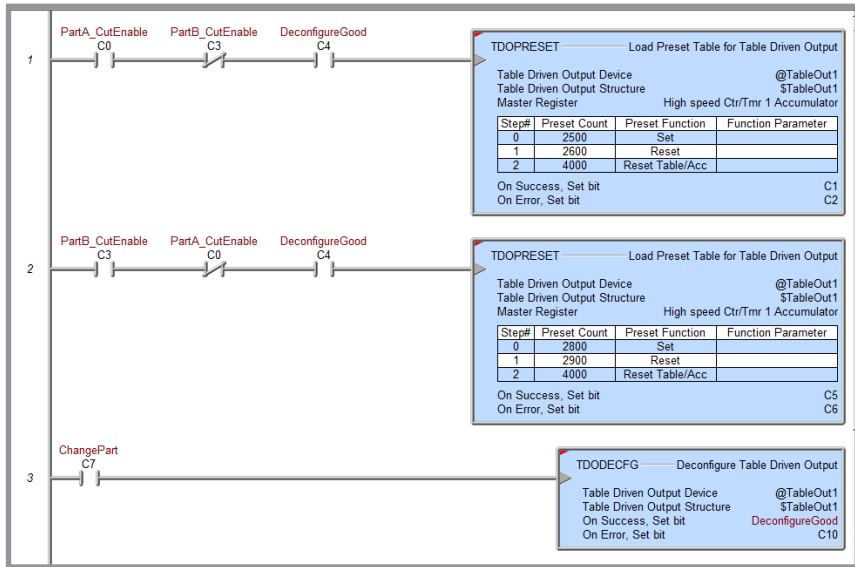 1
PartA_CutEnable PartB_CutEnable DeconfigureGood
C0 C3 C4
TDOPRESET Load Preset Table for Table Driven Output
Table Driven Output Device @TableOut1
Table Driven Output Structure $TableOut1
Master Register High speed Ctr/Tmr 1 Accumulator
Step# Preset Count Preset Function Function Parameter
0 2500 Set
1 2600 Reset
2 4000 Reset Table/Acc
On Success, Set bit C1
On Error, Set bit C2
2
PartB_CutEnable PartA_CutEnable DeconfigureGood
C3 C0 C4
TDOPRESET Load Preset Table for Table Driven Output
Table Driven Output Device @TableOut1
Table Driven Output Structure $TableOut1
Master Register High speed Ctr/Tmr 1 Accumulator
Step# Preset Count Preset Function Function Parameter
0 2800 Set
1 2900 Reset
2 4000 Reset Table/Acc
On Success, Set bit C5
On Error, Set bit C6
3
ChangePart
C7
TDODECFG Deconfigure Table Driven Output
Table Driven Output Device @TableOut1
Table Driven Output Structure $TableOut1
On Success, Set bit DeconfigureGood
On Error, Set bit C10